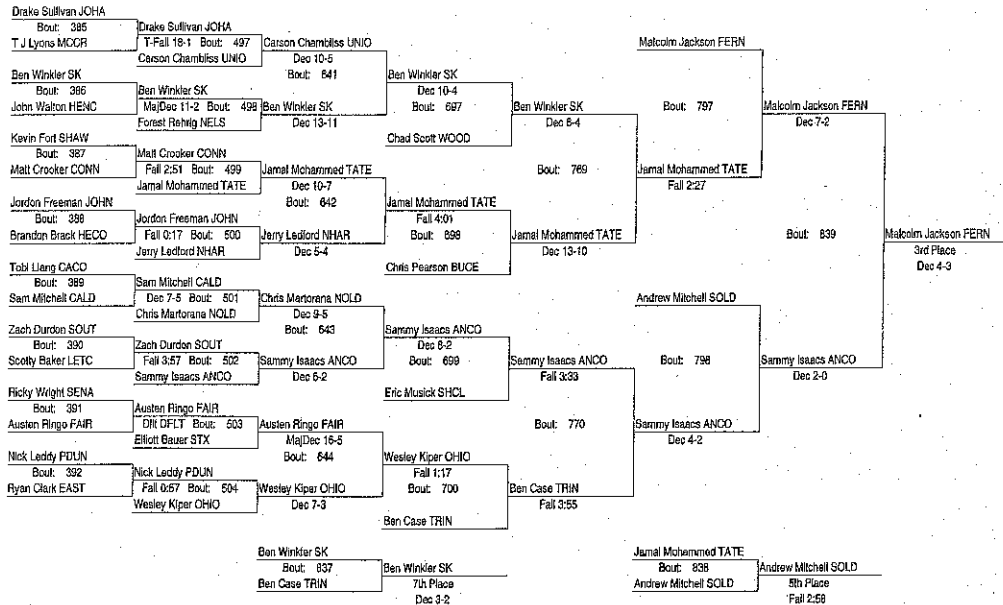 Drake Sullivan JOHA
Bout: 385
T J Lyons MCCR
Ben Winkler SK
Bout: 386
John Walton HENC
Kevin Fort SHAW
Bout: 387
Matt Crooker CONN
Jordon Freeman JOHN
Bout: 388
Brandon Brack HECO
Tobi Liang CACO
Bout: 389
Sam Mitchell CALD
Zach Durdon SOUT
Bout: 390
Scotty Baker LETC
Ricky Wright SENA
Bout: 391
Austen Ringo FAIR
Nick Leddy PDUN
Bout: 392
Ryan Clark EAST
Drake Sullivan JOHA
T-Fall 18-1 Bout: 497
Carson Chambliss UNIO
Ben Winkler SK
MajDec 11-2 Bout: 498
Forest Rehrig NELS
Matt Crooker CONN
Fall 2:51 Bout: 499
Jamal Mohammed TATE
Jordon Freeman JOHN
Fall 0:17 Bout: 500
Jerry Ledford NHAR
Sam Mitchell CALD
Dec 7-5 Bout: 501
Chris Martorana NOLD
Zach Durdon SOUT
Fall 3:57 Bout: 502
Sammy Isaacs ANCO
Austen Ringo FAIR
Dflt DFLT Bout: 503
Elliott Bauer STX
Nick Leddy PDUN
Fall 0:57 Bout: 504
Wesley Kiper OHIO
Carson Chambliss UNIO
Dec 10-5
Bout: 641
Ben Winkler SK
Dec 13-11
Jamal Mohammed TATE
Dec 10-7
Bout: 642
Jerry Ledford NHAR
Dec 5-4
Chris Martorana NOLD
Dec 9-5
Bout: 643
Sammy Isaacs ANCO
Dec 5-2
Austen Ringo FAIR
MajDec 16-5
Bout: 644
Wesley Kiper OHIO
Dec 7-3
Ben Winkler SK
Dec 10-4
Bout: 697
Chad Scott WOOD
Jamal Mohammed TATE
Fall 4:01
Bout: 698
Chris Pearson BUCE
Sammy Isaacs ANCO
Dec 6-2
Bout: 699
Eric Musick SHCL
Wesley Kiper OHIO
Fall 1:17
Bout: 700
Ben Case TRIN
Ben Winkler SK
Dec 6-4
Bout: 769
Jamal Mohammed TATE
Dec 13-10
Sammy Isaacs ANCO
Fall 3:33
Bout: 770
Ben Case TRIN
Fall 3:55
Malcolm Jackson FERN
Bout: 797
Jamal Mohammed TATE
Fall 2:27
Andrew Mitchell SOLD
Bout: 798
Sammy Isaacs ANCO
Dec 4-2
Malcolm Jackson FERN
Dec 7-2
Bout: 839
Sammy Isaacs ANCO
Dec 2-0
Malcolm Jackson FERN
3rd Place
Dec 4-3
Ben Winkler SK
Bout: 837
Ben Case TRIN
Ben Winkler SK
7th Place
Dec 3-2
Jamal Mohammed TATE
Bout: 838
Andrew Mitchell SOLD
Andrew Mitchell SOLD
5th Place
Fall 2:58